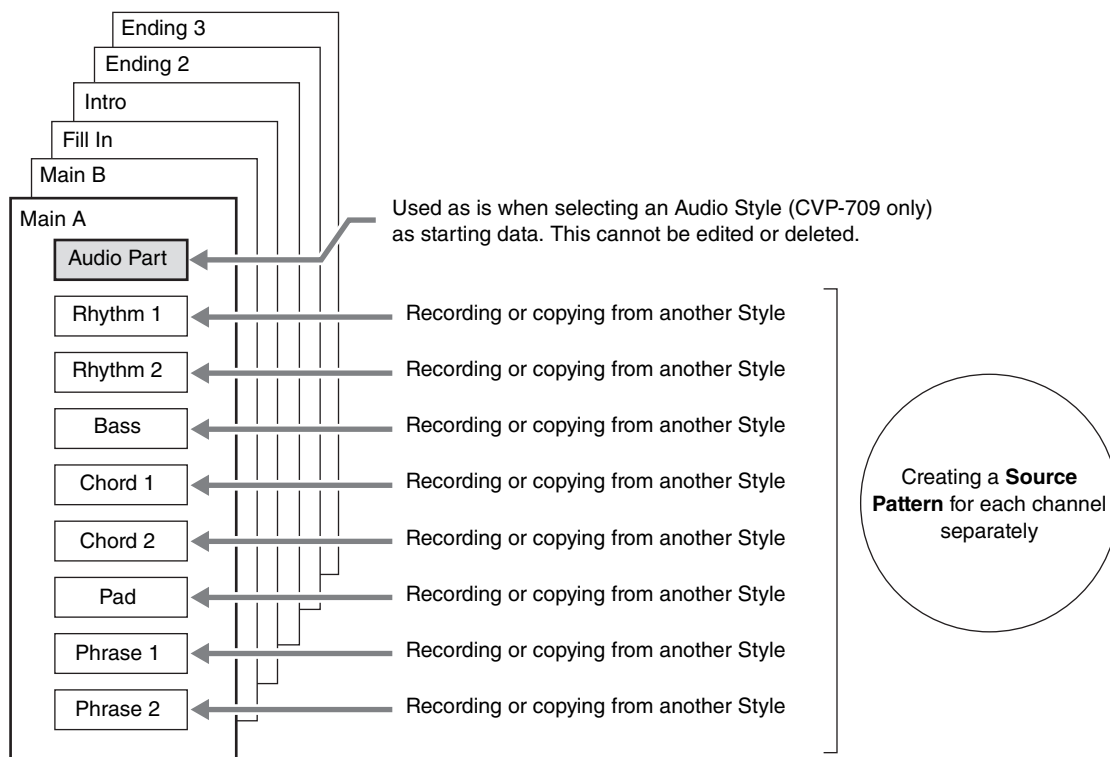 Ending 3
Ending 2
Intro
Fill In
Main B
Main A
Used as is when selecting an Audio Style (CVP-709 only)
as starting data. This cannot be edited or deleted.
Audio Part
Rhythm 1
Recording or copying from another Style
Rhythm 2
Recording or copying from another Style
Bass
Recording or copying from another Style
Chord 1
Recording or copying from another Style
Chord 2
Recording or copying from another Style
Pad
Recording or copying from another Style
Phrase 1
Recording or copying from another Style
Phrase 2
Recording or copying from another Style
Creating a Source
Pattern for each channel
separately